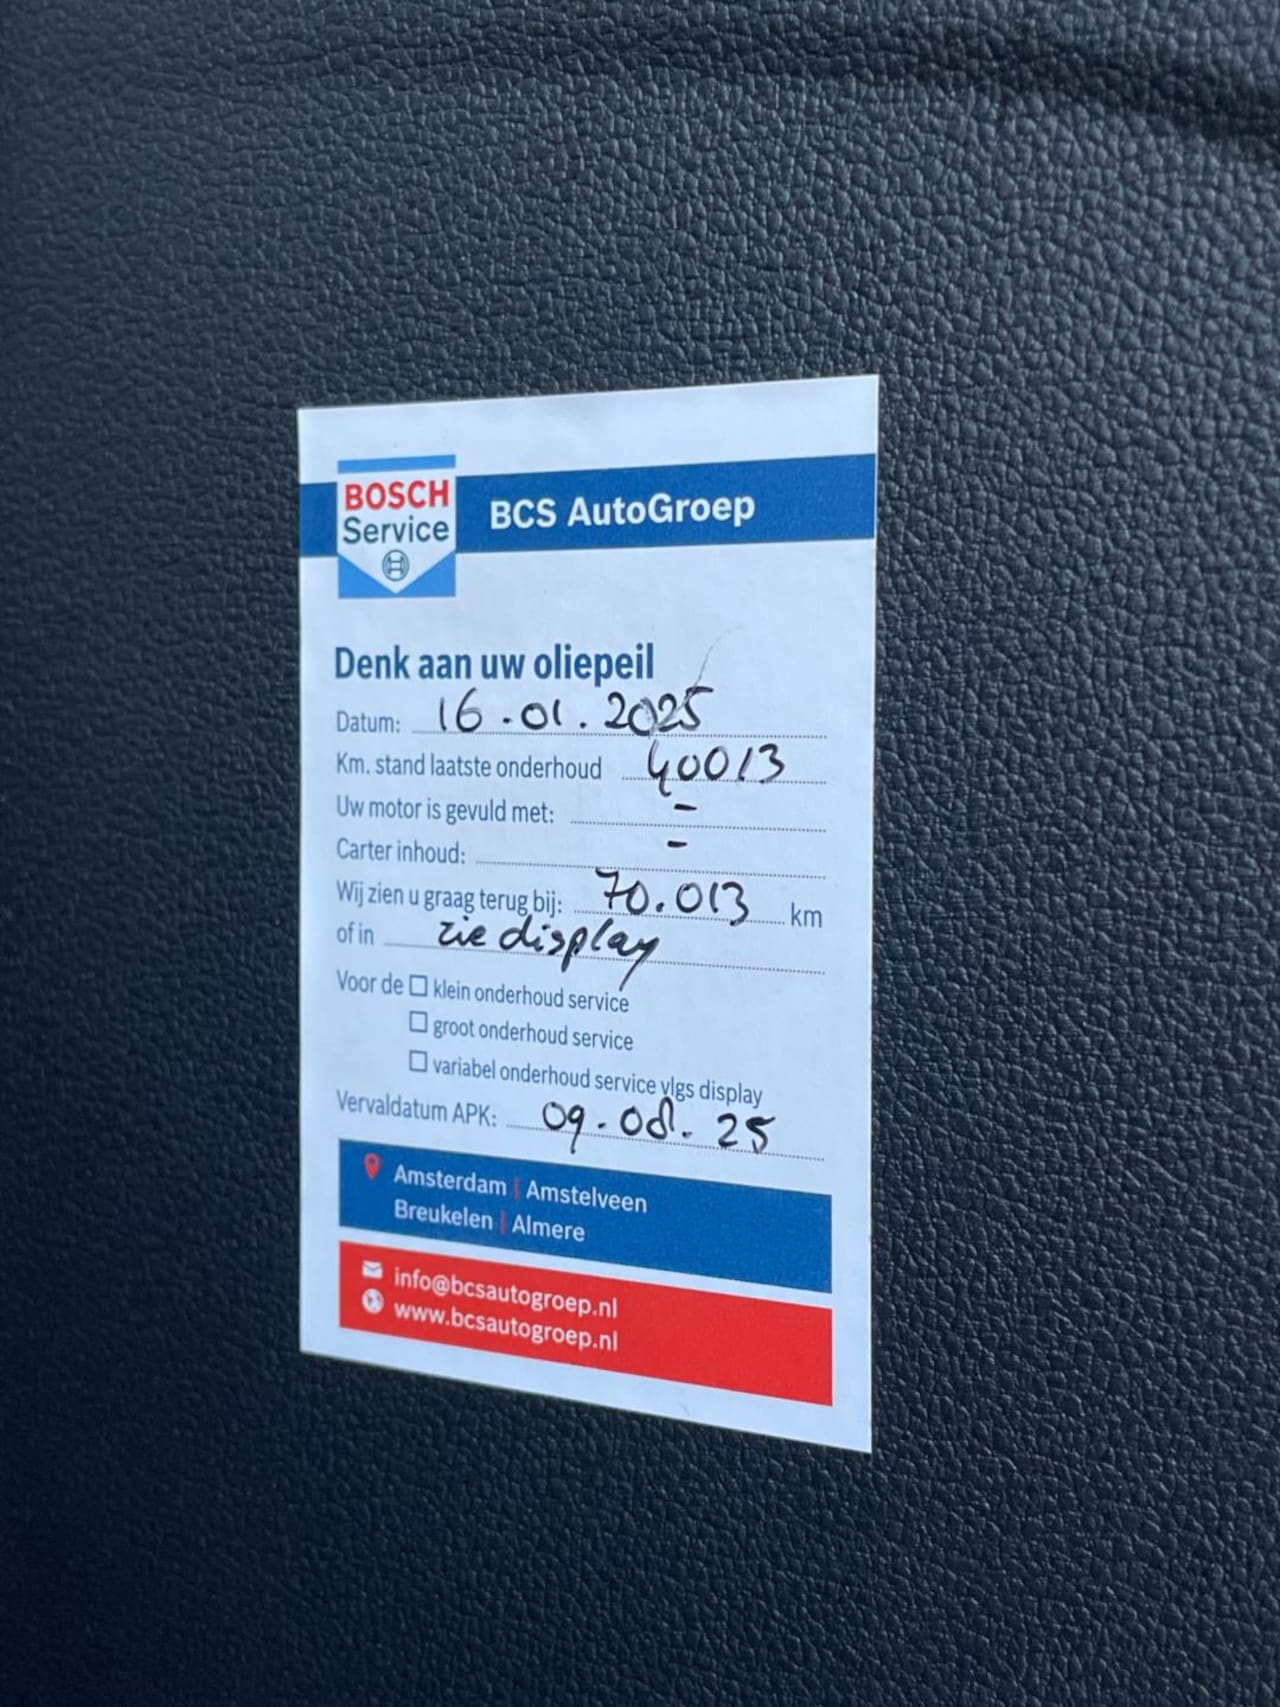 BOSCH
Service
BCS AutoGroep
Denk aan uw oliepeil
Datum: 16.01.2025
Km. stand laatste onderhoud 40013
Uw motor is gevuld met: -
Carter inhoud: -
Wij zien u graag terug bij: 70.013 km
of in zie display
Voor de ☐ klein onderhoud service
☐ groot onderhoud service
☐ variabel onderhoud service vlgs display
Vervaldatum APK: 09.08.25
Amsterdam | Amstelveen
Breukelen | Almere
info@bcsautogroep.nl
www.bcsautogroep.nl